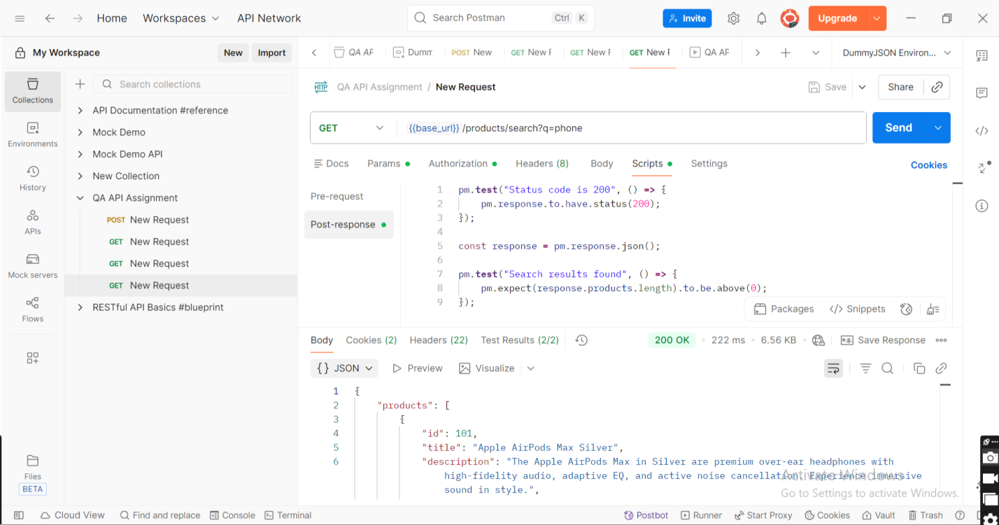 Home Workspaces API Network Search Postman Ctrl K Invite Upgrade
My Workspace New Import QA AF Dumr POST New GET New F GET New F GET New F QA AF DummyJSON Environ...
Collections
Search collections
API Documentation #reference
Mock Demo
Mock Demo API
New Collection
QA API Assignment
POST New Request
GET New Request
GET New Request
GET New Request
RESTful API Basics #blueprint
Environments
History
APIs
Mock servers
Flows
Files
BETA
HTTP QA API Assignment / New Request Save Share
GET {{base_url}} /products/search?q=phone Send
Docs Params Authorization Headers (8) Body Scripts Settings Cookies
Pre-request
Post-response
1 pm.test("Status code is 200", () => {
2 pm.response.to.have.status(200);
3 });
4
5 const response = pm.response.json();
6
7 pm.test("Search results found", () => {
8 pm.expect(response.products.length).to.be.above(0);
9 });
Packages Snippets
Body Cookies (2) Headers (22) Test Results (2/2) 200 OK 222 ms 6.56 KB e.g. Save Response
{} JSON Preview Visualize
1 {
2 "products": [
3 {
4 "id": 101,
5 "title": "Apple AirPods Max Silver",
6 "description": "The Apple AirPods Max in Silver are premium over-ear headphones with
high-fidelity audio, adaptive EQ, and active noise cancellation. Experience immersive
sound in style.",
Activate Windows
Go to Settings to activate Windows.
Cloud View Find and replace Console Terminal Postbot Runner Start Proxy Cookies Vault Trash